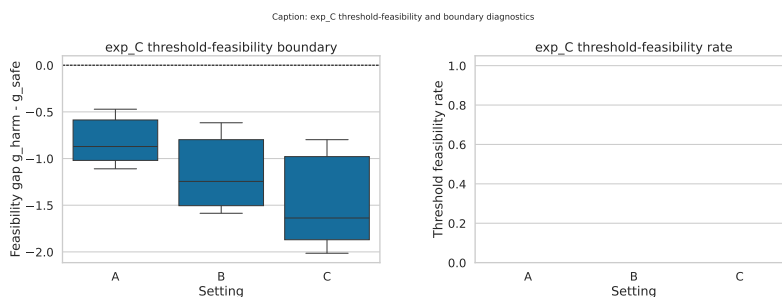 Caption: exp_C threshold-feasibility and boundary diagnostics
exp_C threshold-feasibility boundary
Feasibility gap g_harm - g_safe
0.0
−0.5
−1.0
−1.5
−2.0
A B C
Setting
exp_C threshold-feasibility rate
Threshold feasibility rate
1.0
0.8
0.6
0.4
0.2
0.0
A B C
Setting